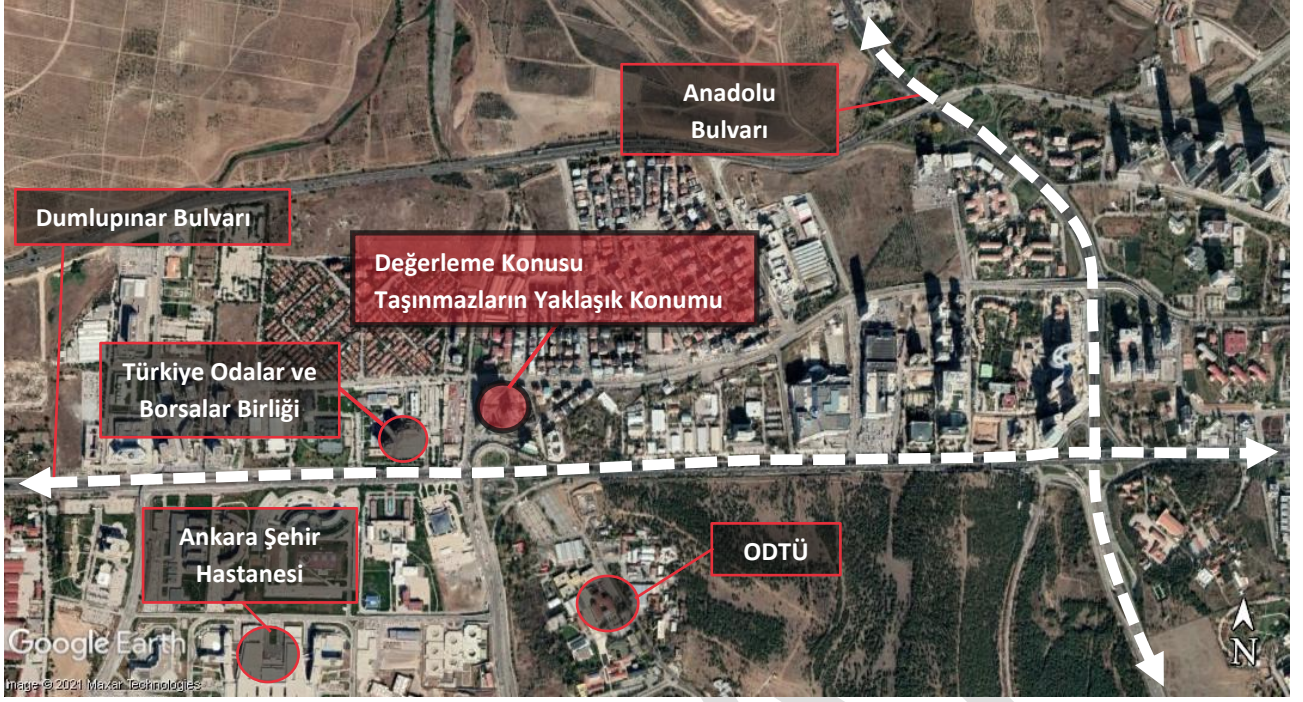 Anadolu
Bulvarı
Dumlupınar Bulvarı
Değerleme Konusu
Taşınmazların Yaklaşık Konumu
Türkiye Odalar ve
Borsalar Birliği
Ankara Şehir
Hastanesi
ODTÜ
Google Earth
Image © 2021 Maxar Technologies
N